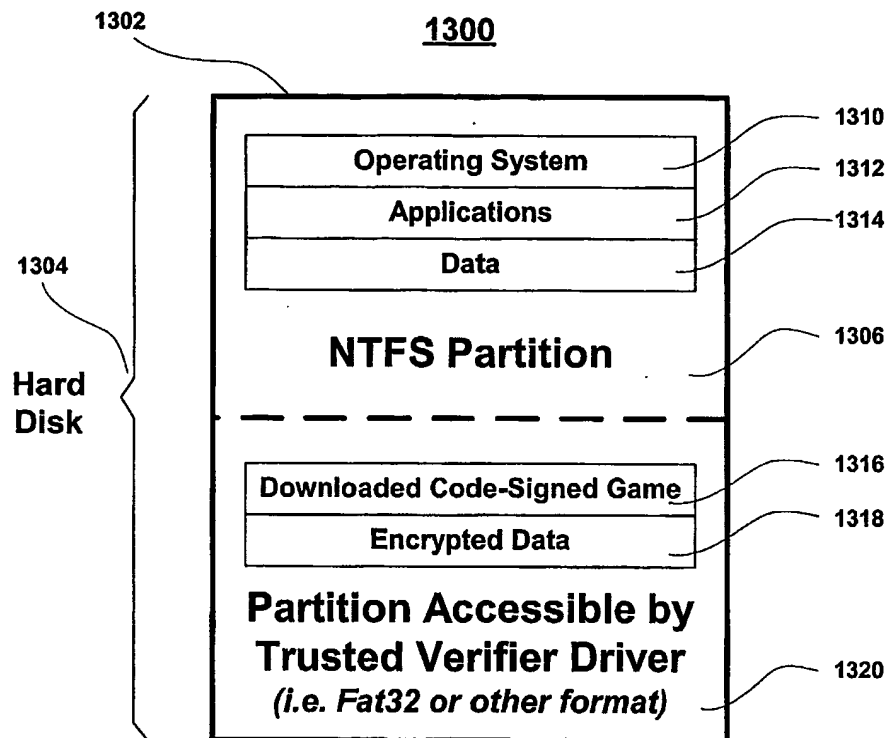 1302
1300
1310
Operating System
1312
Applications
1314
Data
1304
1306
NTFS Partition
Hard
Disk
1316
Downloaded Code-Signed Game
1318
Encrypted Data
Partition Accessible by
Trusted Verifier Driver
1320
(i.e. Fat32 or other format)